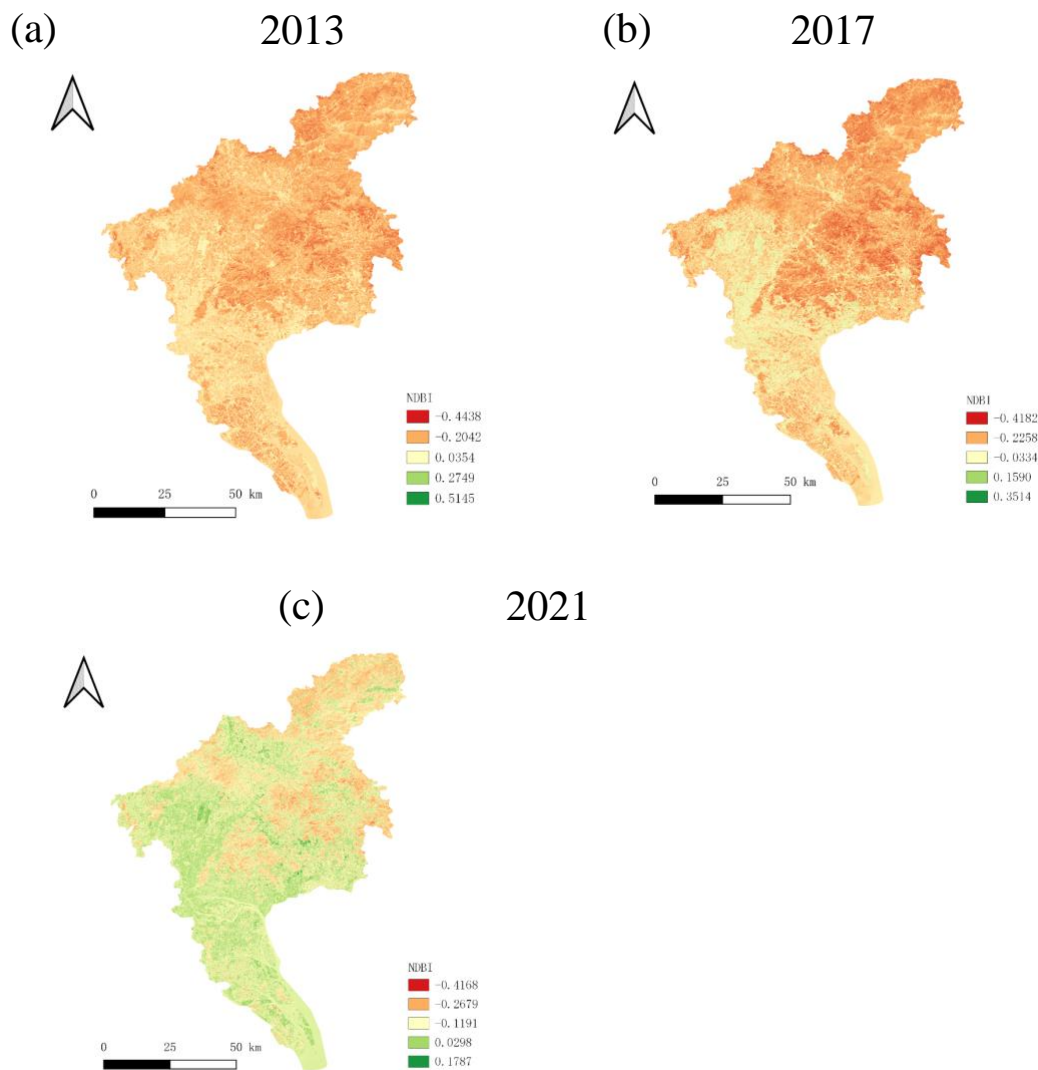 (a) 2013
(b) 2017
NDBI
-0.4438
-0.2042
0.0354
0.2749
0.5145
0 25 50 km
NDBI
-0.4182
-0.2258
-0.0334
0.1590
0.3514
0 25 50 km
(c) 2021
NDBI
-0.4168
-0.2679
-0.1191
0.0298
0.1787
0 25 50 km